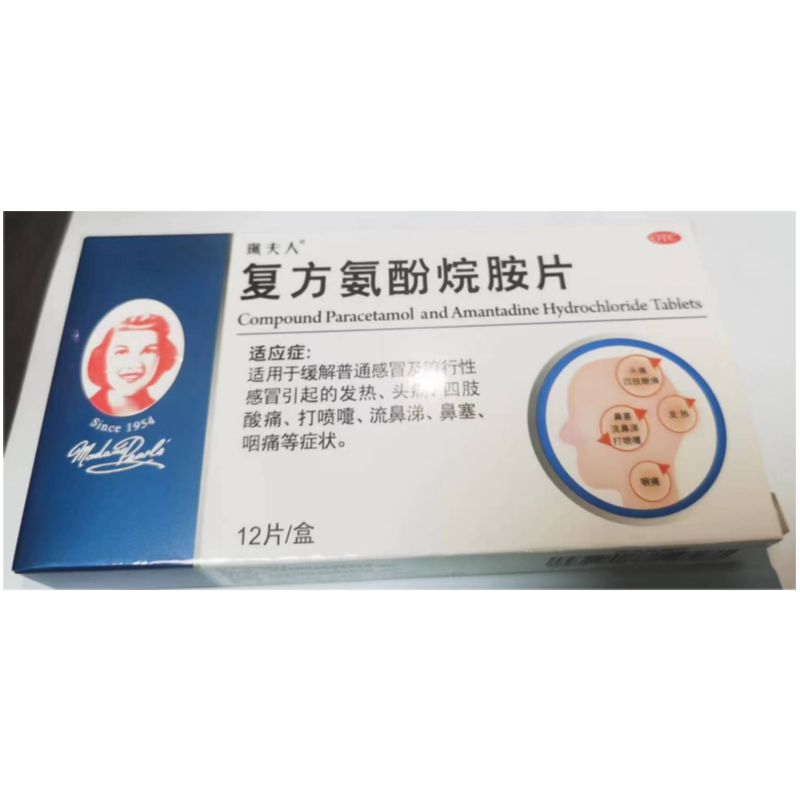 珮夫人®
OTC
复方氨酚烷胺片
Compound Paracetamol and Amantadine Hydrochloride Tablets
适应症：
适用于缓解普通感冒及流行性
感冒引起的发热、头痛、四肢
酸痛、打喷嚏、流鼻涕、鼻塞、
咽痛等症状。
12片/盒
Since 1954
头痛
四肢酸痛
发热
鼻塞
流鼻涕
打喷嚏
咽痛